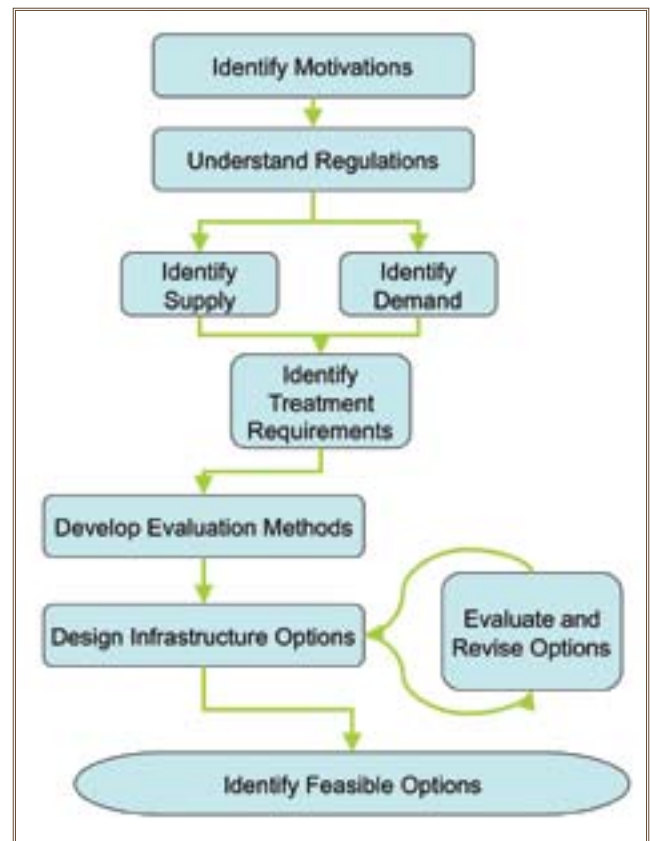 Identify Motivations
Understand Regulations
Identify
Supply
Identify
Demand
Identify
Treatment
Requirements
Develop Evaluation Methods
Design Infrastructure Options
Evaluate and
Revise Options
Identify Feasible Options